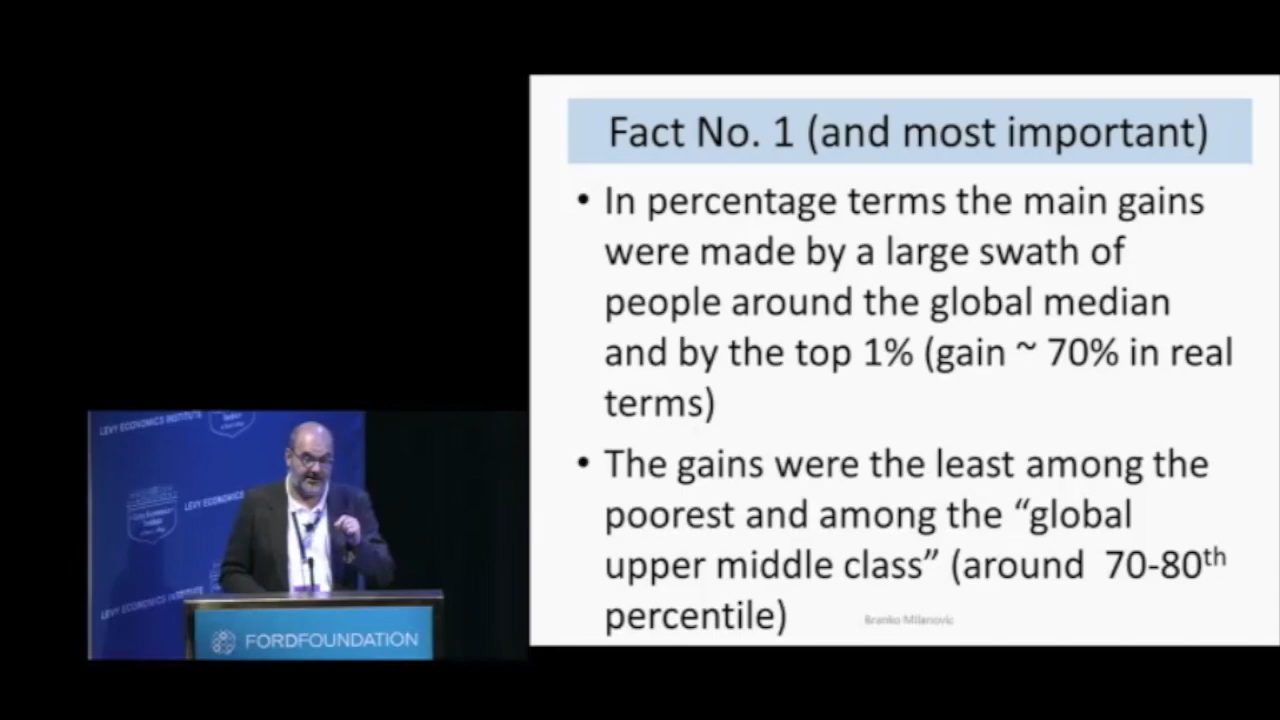 Fact No. 1 (and most important)
• In percentage terms the main gains
were made by a large swath of
people around the global median
and by the top 1% (gain ~ 70% in real
terms)
• The gains were the least among the
poorest and among the “global
upper middle class” (around 70-80th
percentile)
Branko Milanovic
LEVY ECONOMICS INSTITUTE
LEVY ECONOMICS
LEVY ECONOMICS INSTITUTE
FORDFOUNDATION